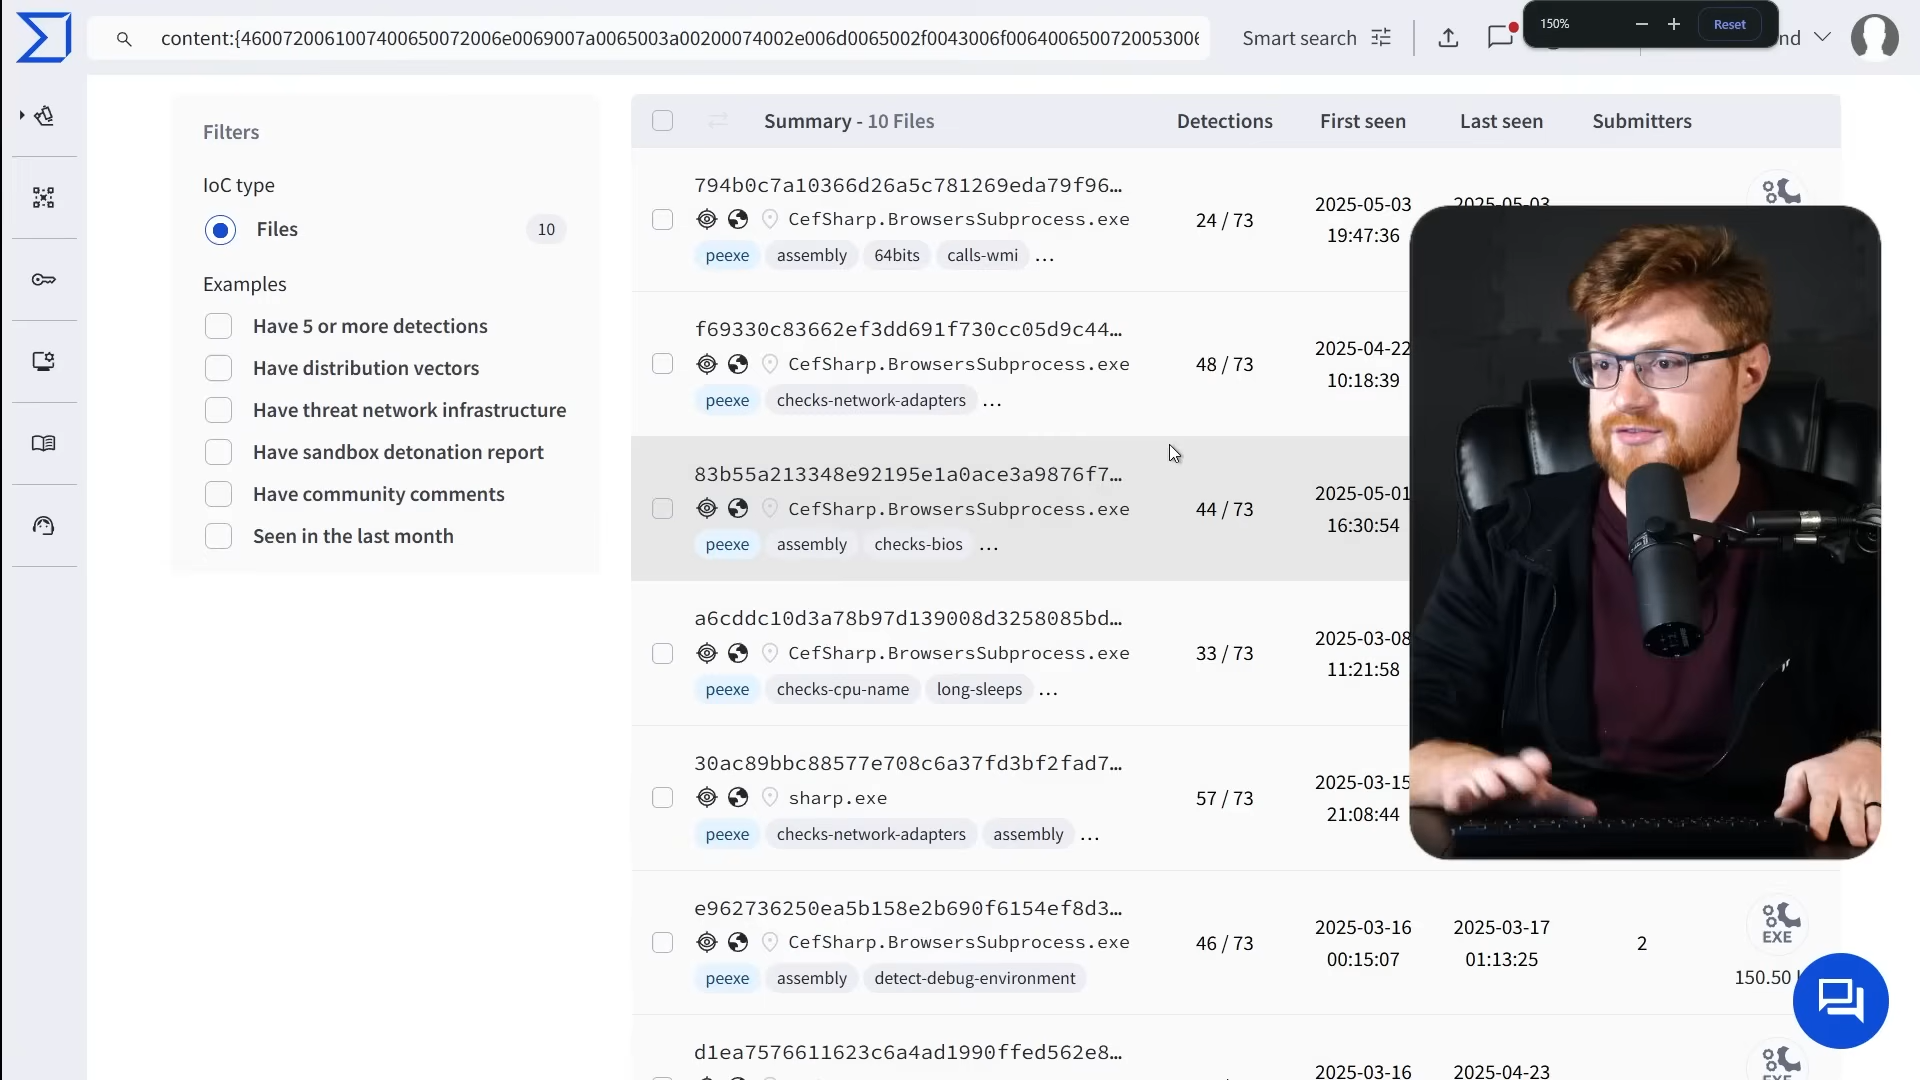 content:{460072006100740065007200​6e0069007a0065003a00200074002e006d0065002f0043006f00640065007200530​06
Smart search
150%
Reset
nd
Filters
IoC type
Files
10
Examples
Have 5 or more detections
Have distribution vectors
Have threat network infrastructure
Have sandbox detonation report
Have community comments
Seen in the last month
Summary - 10 Files
Detections
First seen
Last seen
Submitters
794b0c7a10366d26a5c781269eda79f96…
CefSharp.BrowsersSubprocess.exe
peexe assembly 64bits calls-wmi ...
24 / 73
2025-05-03
19:47:36
2025-05-03
f69330c83662ef3dd691f730cc05d9c44…
CefSharp.BrowsersSubprocess.exe
peexe checks-network-adapters ...
48 / 73
2025-04-22
10:18:39
83b55a213348e92195e1a0ace3a9876f7…
CefSharp.BrowsersSubprocess.exe
peexe assembly checks-bios ...
44 / 73
2025-05-01
16:30:54
a6cddc10d3a78b97d139008d3258085bd…
CefSharp.BrowsersSubprocess.exe
peexe checks-cpu-name long-sleeps ...
33 / 73
2025-03-08
11:21:58
30ac89bbc88577e708c6a37fd3bf2fad7…
sharp.exe
peexe checks-network-adapters assembly ...
57 / 73
2025-03-15
21:08:44
e962736250ea5b158e2b690f6154ef8d3…
CefSharp.BrowsersSubprocess.exe
peexe assembly detect-debug-environment
46 / 73
2025-03-16
00:15:07
2025-03-17
01:13:25
2
EXE
150.50
d1ea7576611623c6a4ad1990ffed562e8…
2025-03-16
2025-04-23